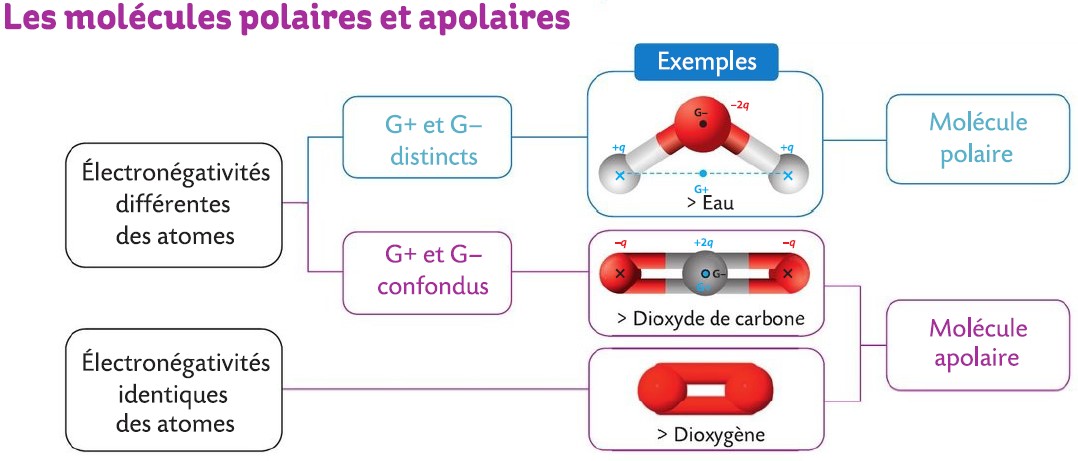 Les molécules polaires et apolaires
Exemples
Électronégativités
différentes
des atomes
G+ et G–
distincts
G–
–2q
+q
+q
G+
> Eau
Molécule
polaire
G+ et G–
confondus
–q
+2q
–q
G–
G+
> Dioxyde de carbone
Électronégativités
identiques
des atomes
> Dioxygène
Molécule
apolaire